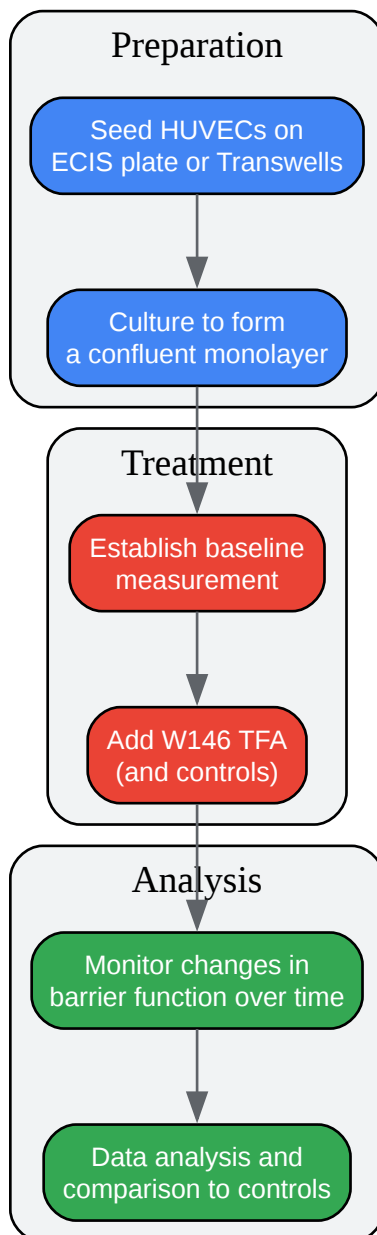 Preparation
Seed HUVECs on
ECIS plate or Transwells
Culture to form
a confluent monolayer
Treatment
Establish baseline
measurement
Add W146 TFA
(and controls)
Analysis
Monitor changes in
barrier function over time
Data analysis and
comparison to controls